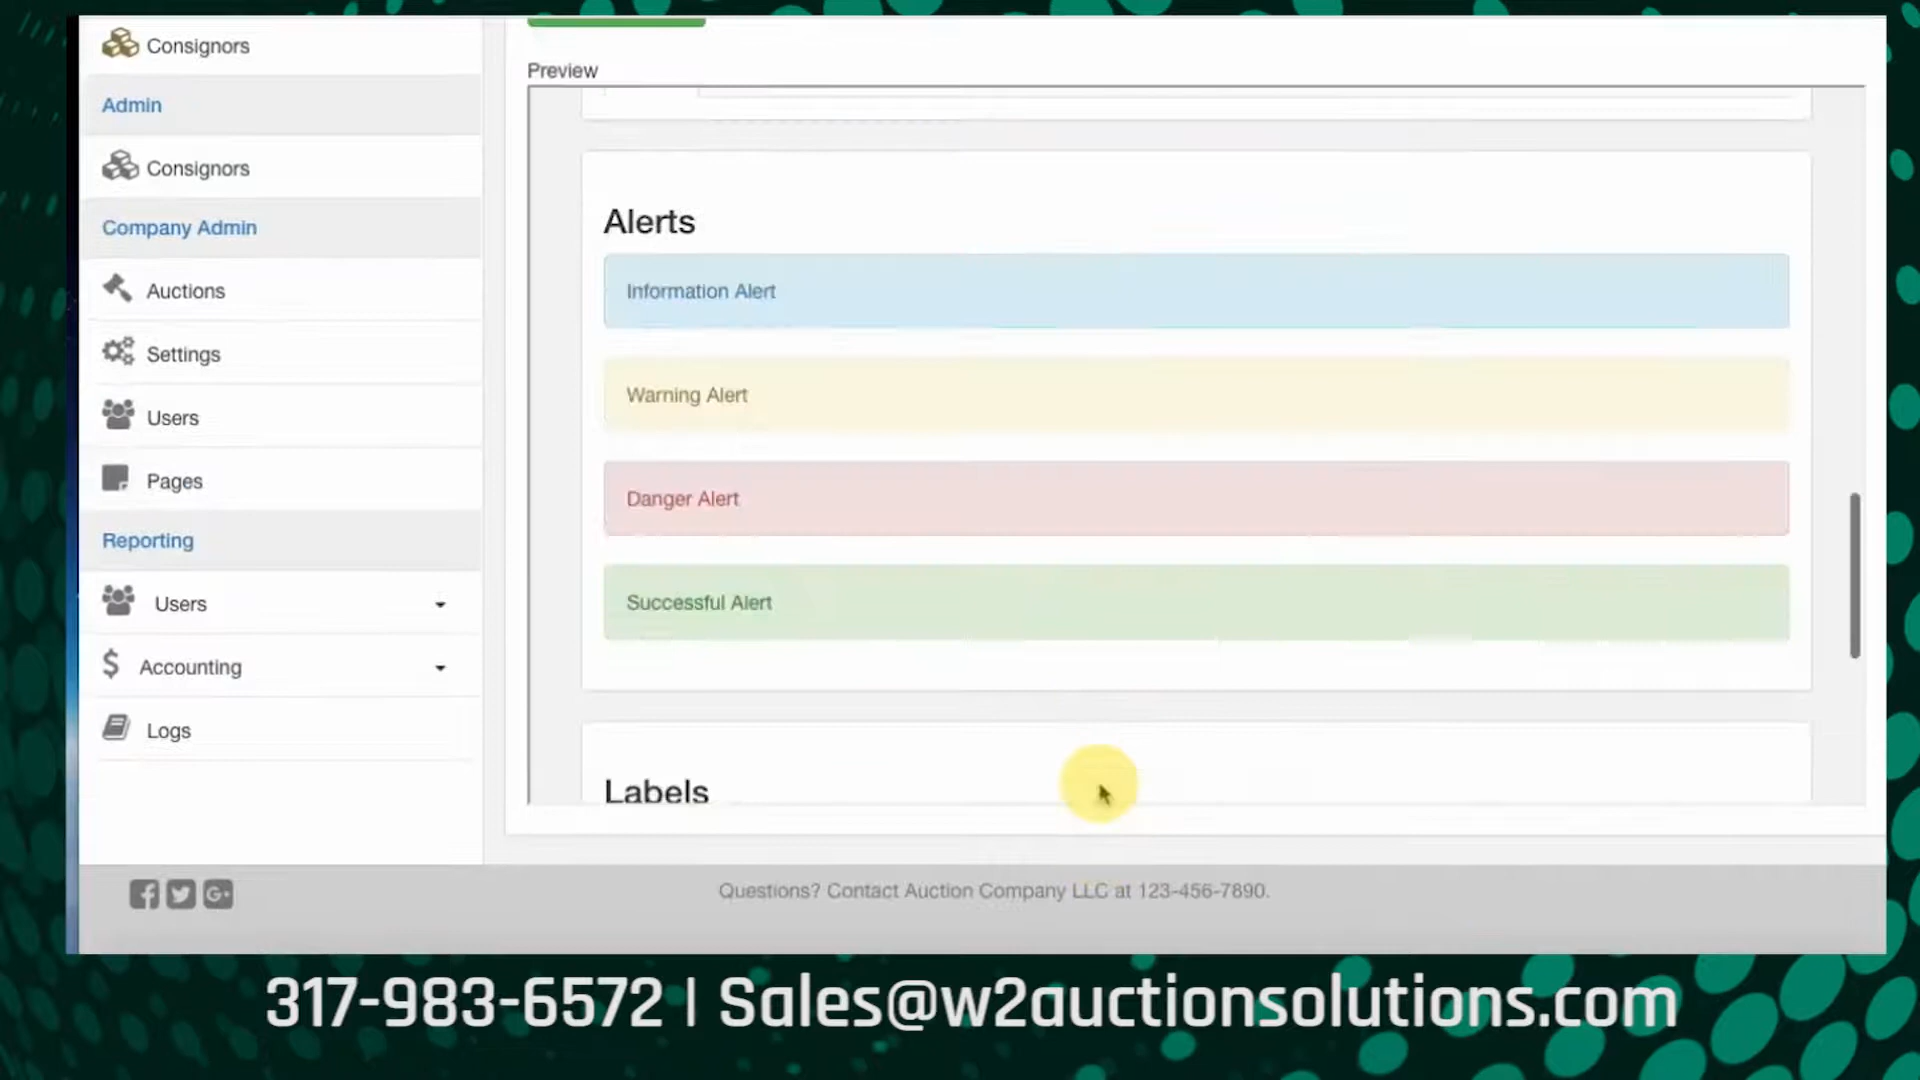 Consignors
Admin
Consignors
Company Admin
Auctions
Settings
Users
Pages
Reporting
Users
$ Accounting
Logs
Preview
Alerts
Information Alert
Warning Alert
Danger Alert
Successful Alert
Labels
Questions? Contact Auction Company LLC at 123-456-7890.
317-983-6572 | Sales@w2auctionsolutions.com